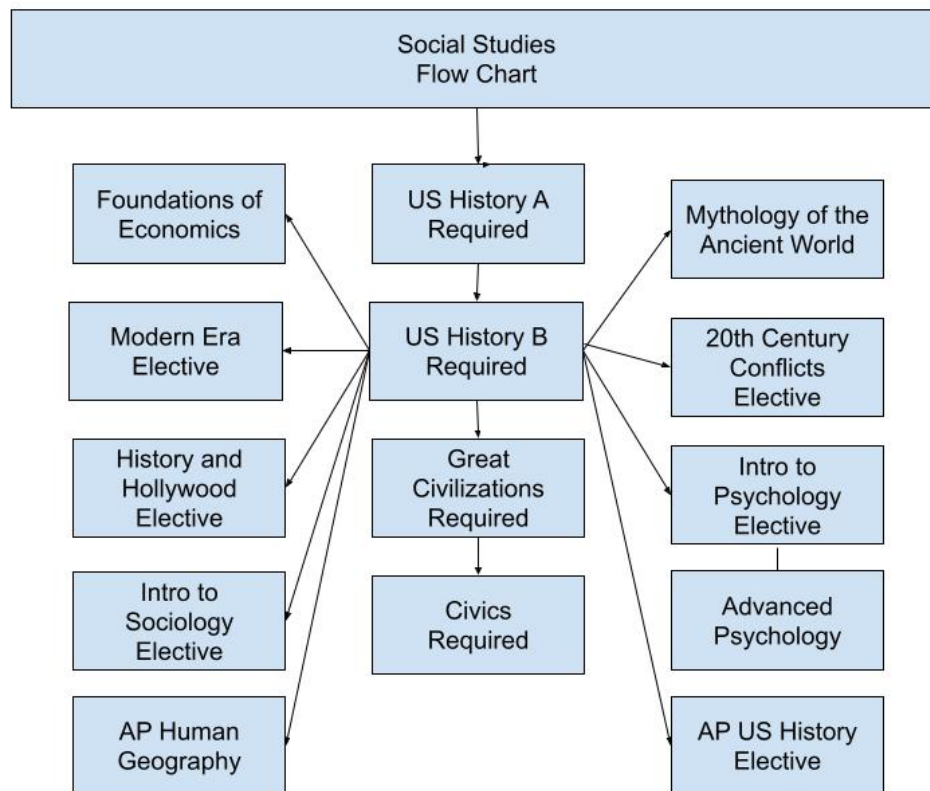 Social Studies
Flow Chart
Foundations of
Economics
US History A
Required
Mythology of the
Ancient World
Modern Era
Elective
US History B
Required
20th Century
Conflicts
Elective
History and
Hollywood
Elective
Great
Civilizations
Required
Intro to
Psychology
Elective
Intro to
Sociology
Elective
Civics
Required
Advanced
Psychology
AP Human
Geography
AP US History
Elective